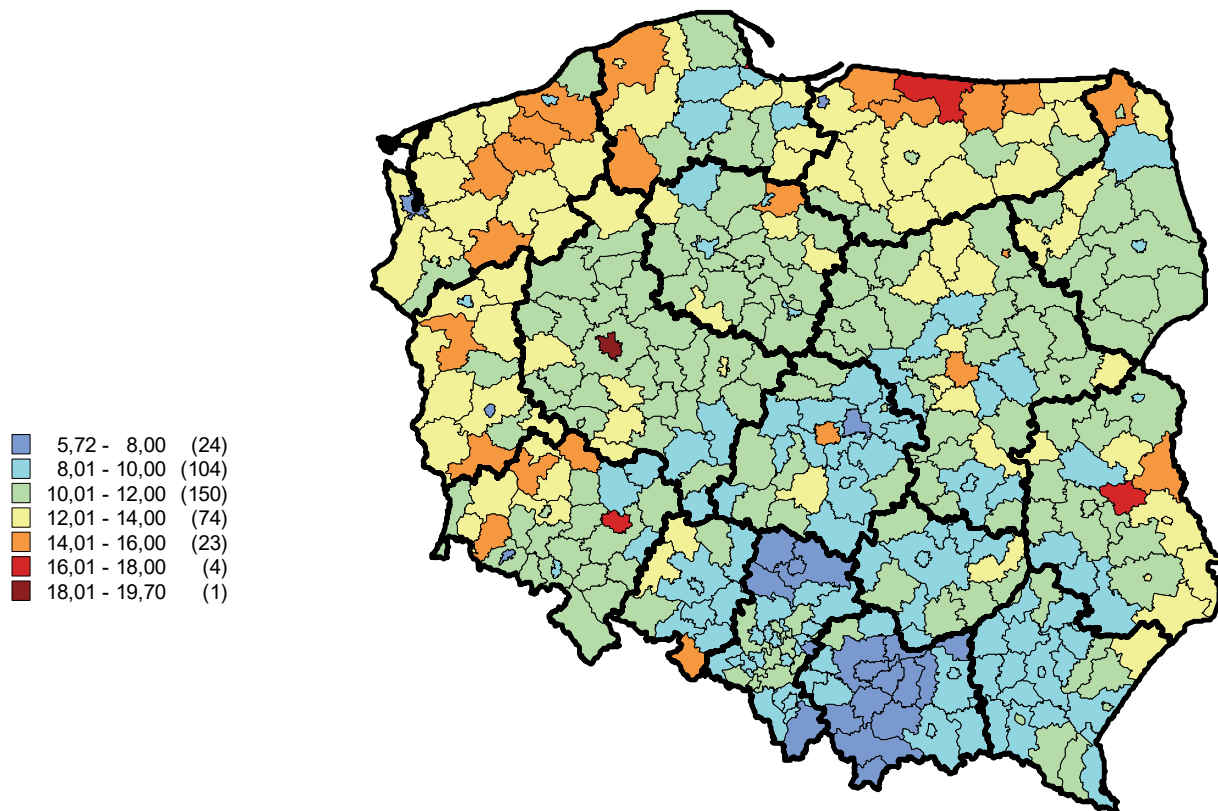 5,72 - 8,00 (24)
8,01 - 10,00 (104)
10,01 - 12,00 (150)
12,01 - 14,00 (74)
14,01 - 16,00 (23)
16,01 - 18,00 (4)
18,01 - 19,70 (1)